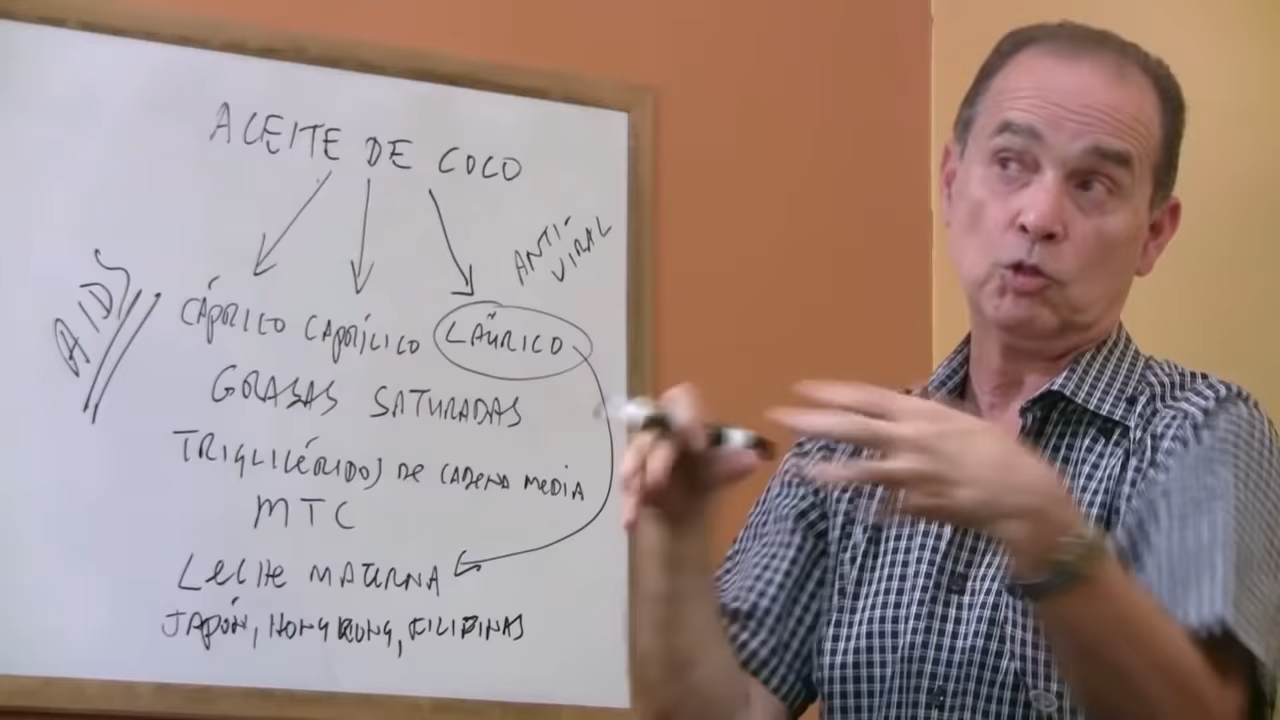 ACEITE DE COCO
ANTI-
VIRAL
AIDS
CÁPRICO CAPRÍLICO LAÚRICO
GRASAS SATURADAS
TRIGLICÉRIDOS DE CADENA MEDIA
MTC
LECHE MATERNA
JAPÓN, HONG KONG, FILIPINAS